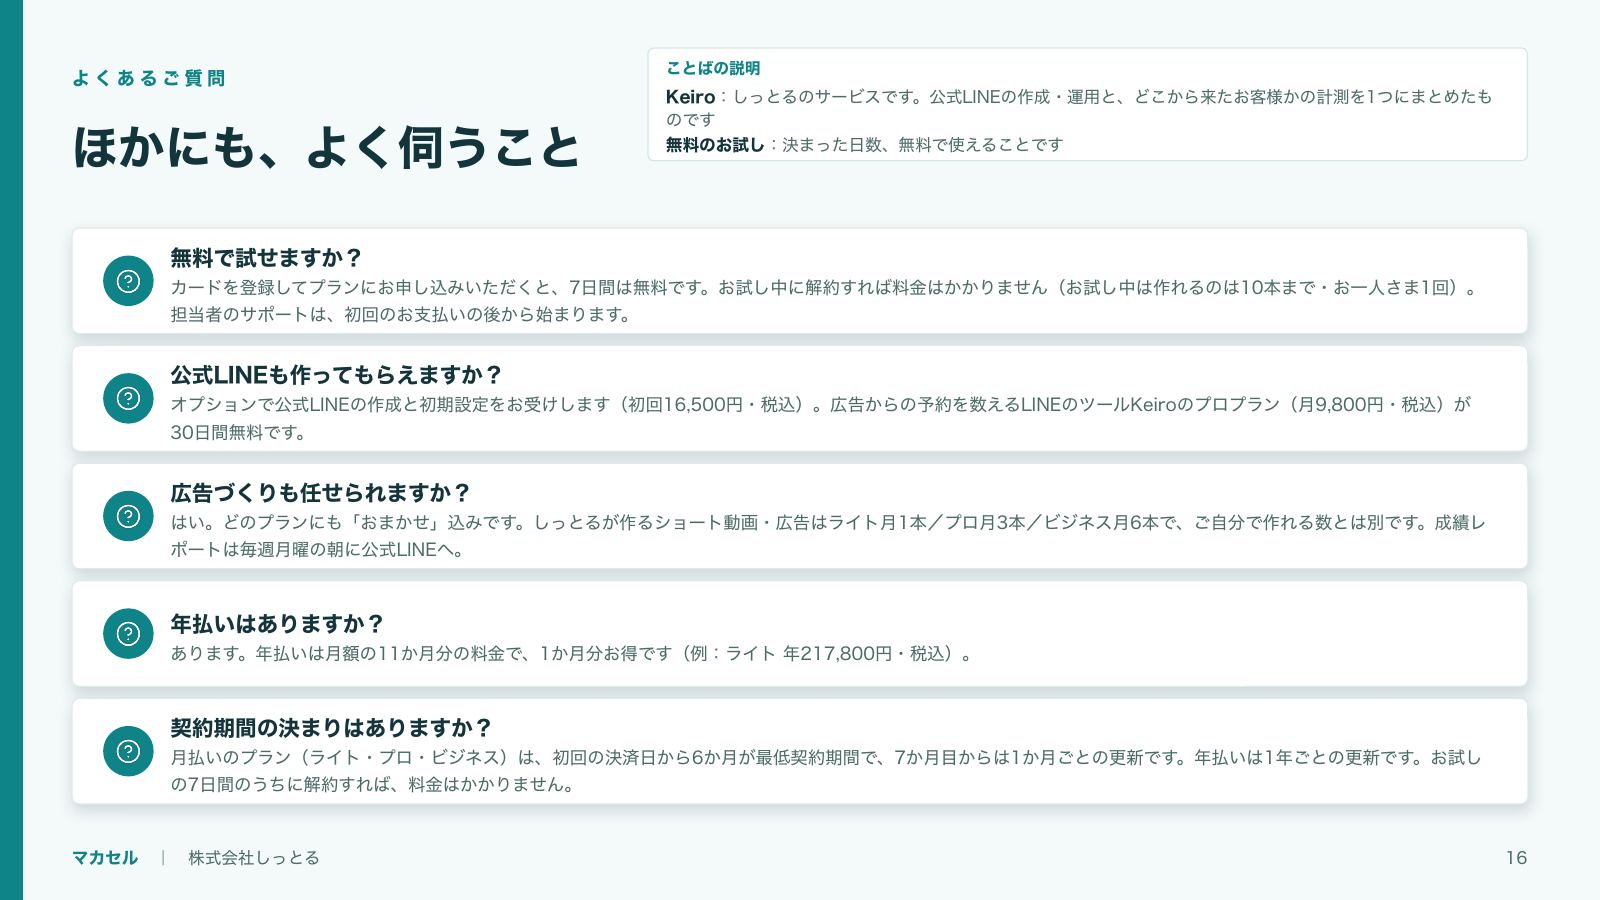 よくあるご質問
ほかにも、よく伺うこと
ことばの説明
Keiro：しっとるのサービスです。公式LINEの作成・運用と、どこから来たお客様かの計測を1つにまとめたも
のです
無料のお試し：決まった日数、無料で使えることです
無料で試せますか？
カードを登録してプランにお申し込みいただくと、7日間は無料です。お試し中に解約すれば料金はかかりません（お試し中は作れるのは10本まで・お一人さま1回）。
担当者のサポートは、初回のお支払いの後から始まります。
公式LINEも作ってもらえますか？
オプションで公式LINEの作成と初期設定をお受けします（初回16,500円・税込）。広告からの予約を数えるLINEのツールKeiroのプロプラン（月9,800円・税込）が
30日間無料です。
広告づくりも任せられますか？
はい。どのプランにも「おまかせ」込みです。しっとるが作るショート動画・広告はライト月1本／プロ月3本／ビジネス月6本で、ご自分で作れる数とは別です。成績レ
ポートは毎週月曜の朝に公式LINEへ。
年払いはありますか？
あります。年払いは月額の11か月分の料金で、1か月分お得です（例：ライト 年217,800円・税込）。
契約期間の決まりはありますか？
月払いのプラン（ライト・プロ・ビジネス）は、初回の決済日から6か月が最低契約期間で、7か月目からは1か月ごとの更新です。年払いは1年ごとの更新です。お試し
の7日間のうちに解約すれば、料金はかかりません。
マカセル ｜ 株式会社しっとる
16